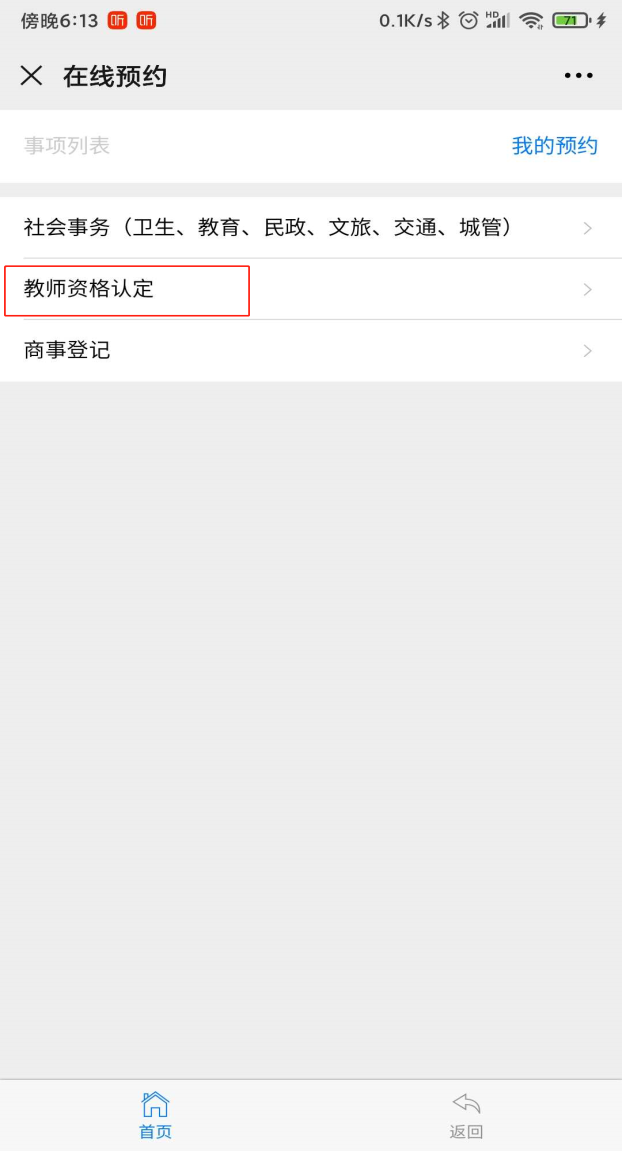 傍晚6:13 听 听 0.1K/s HD 71
在线预约
事项列表 我的预约
社会事务（卫生、教育、民政、文旅、交通、城管）
教师资格认定
商事登记
首页 返回